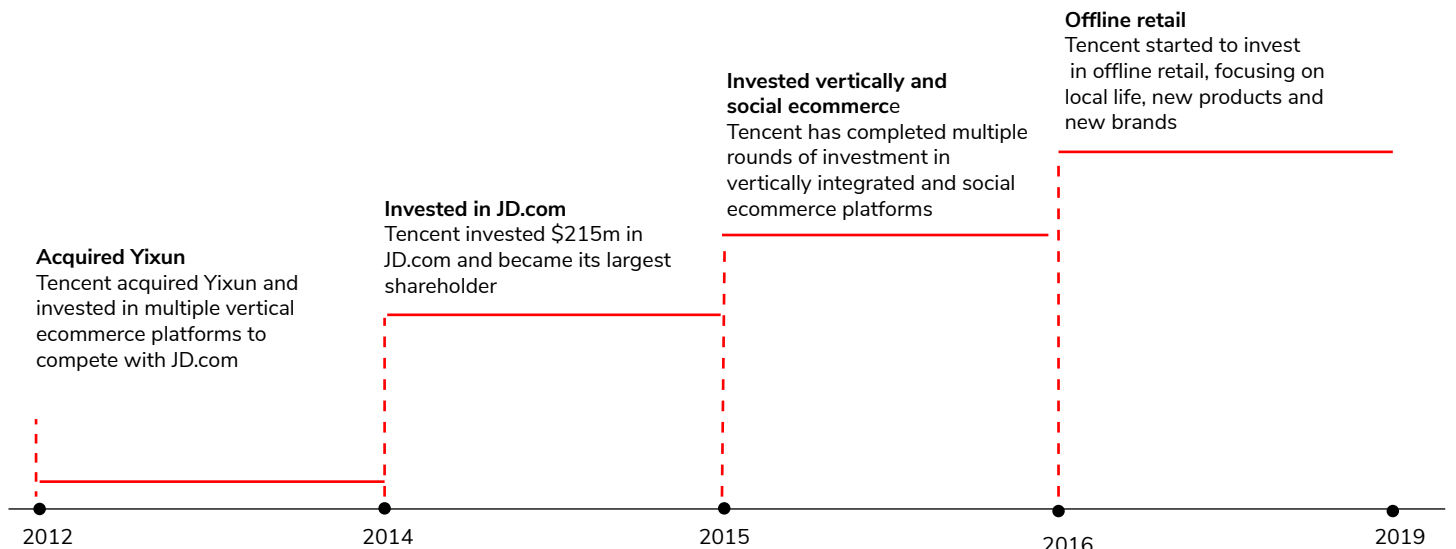 Acquired Yixun
Tencent acquired Yixun and
invested in multiple vertical
ecommerce platforms to
compete with JD.com
Invested in JD.com
Tencent invested $215m in
JD.com and became its largest
shareholder
Invested vertically and
social ecommerce
Tencent has completed multiple
rounds of investment in
vertically integrated and social
ecommerce platforms
Offline retail
Tencent started to invest
in offline retail, focusing on
local life, new products and
new brands
2012
2014
2015
2016
2019